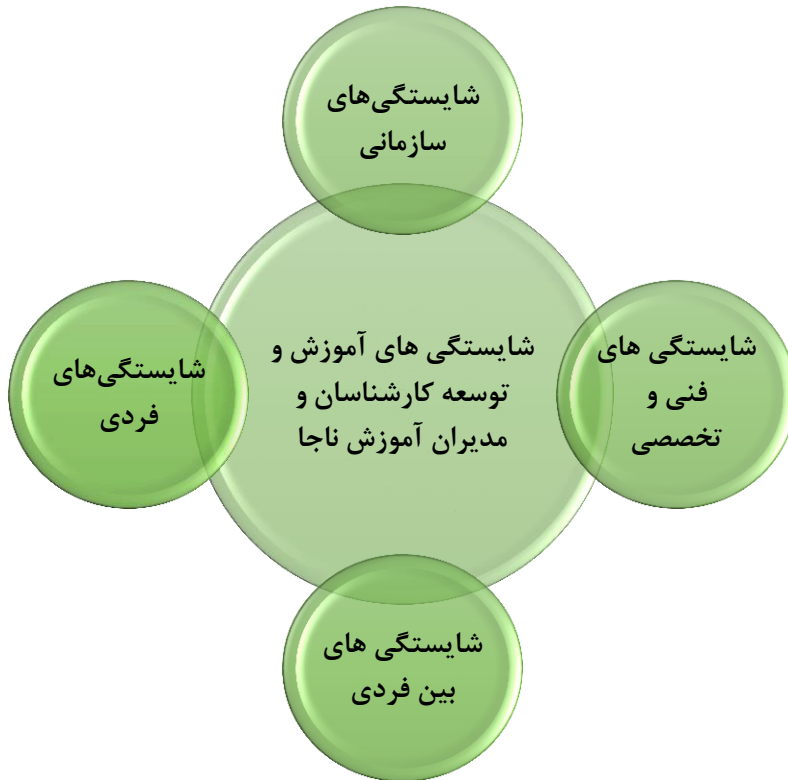 شایستگی‌های
سازمانی
شایستگی های
فنی و
تخصصی
شایستگی های آموزش و
توسعه کارشناسان و
مدیران آموزش ناجا
شایستگی‌های
فردی
شایستگی های
بین فردی